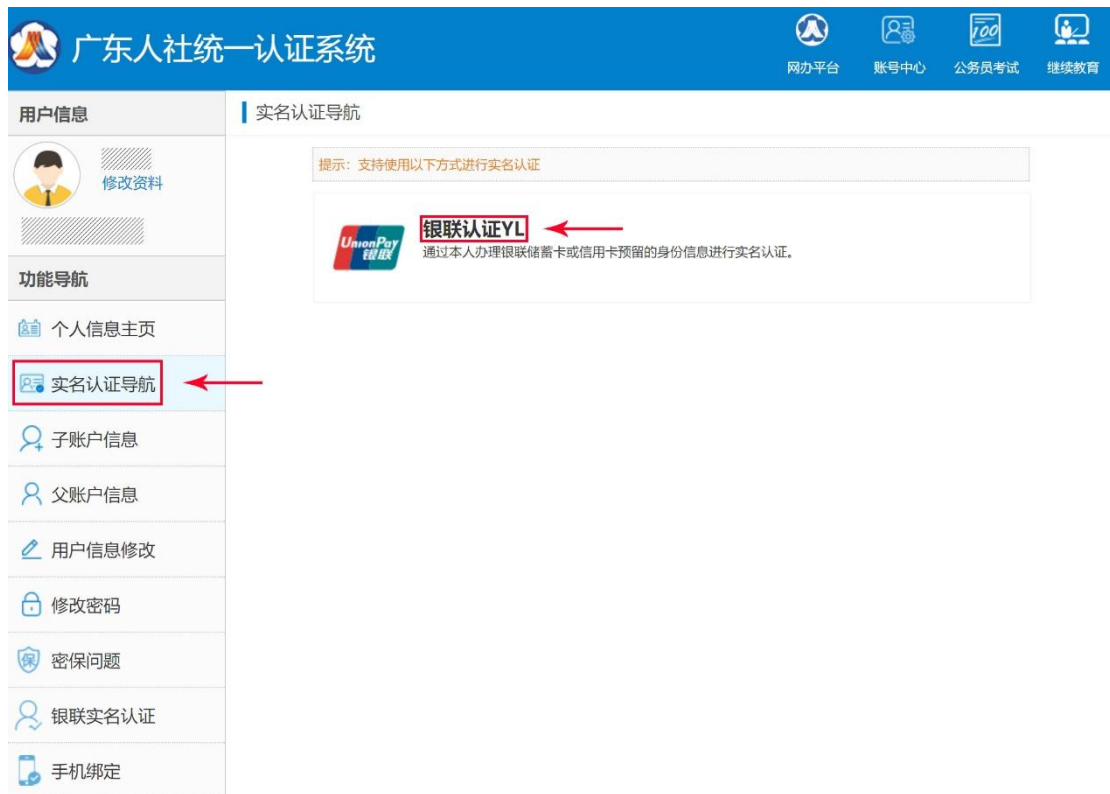 广东人社统一认证系统
网办平台
账号中心
100
公务员考试
继续教育
用户信息
修改资料
功能导航
个人信息主页
实名认证导航
子账户信息
父账户信息
用户信息修改
修改密码
保
密保问题
银联实名认证
手机绑定
实名认证导航
提示：支持使用以下方式进行实名认证
UnionPay
银联
银联认证YL
通过本人办理银联储蓄卡或信用卡预留的身份信息进行实名认证。